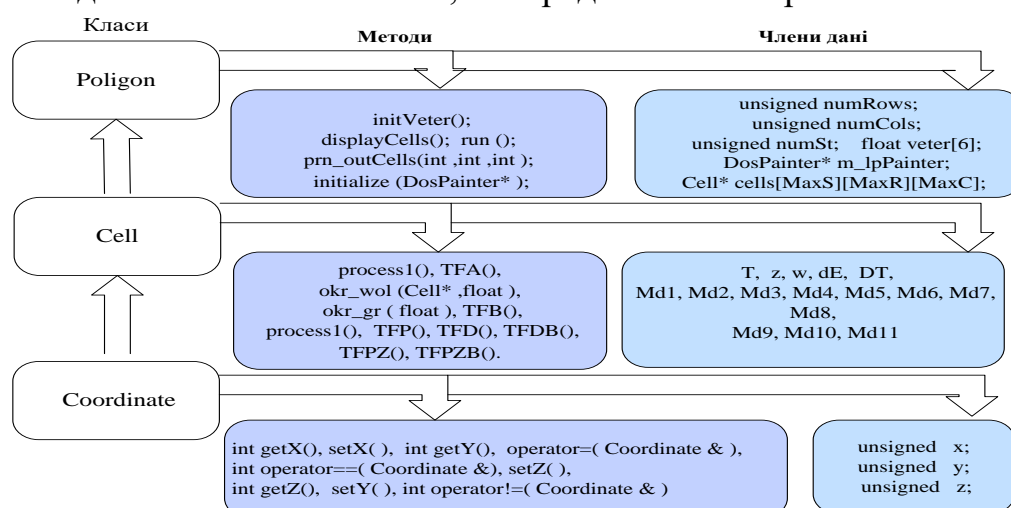 Класи
Методи
Члени дані
Poligon
initVeter();
displayCells(); run ();
prn_outCells(int ,int ,int );
initialize (DosPainter* );
unsigned numRows;
unsigned numCols;
unsigned numSt; float veter[6];
DosPainter* m_lpPainter;
Cell* cells[MaxS][MaxR][MaxC];
Cell
process1(), TFA(),
okr_wol (Cell* ,float ),
okr_gr ( float ), TFB(),
process1(), TFP(), TFD(), TFDB(),
TFPZ(), TFPZB().
T, z, w, dE, DT,
Md1, Md2, Md3, Md4, Md5, Md6, Md7,
Md8,
Md9, Md10, Md11
Coordinate
int getX(), setX( ), int getY(), operator=( Coordinate & ),
int operator==( Coordinate &), setZ( ),
int getZ(), setY( ), int operator!=( Coordinate & )
unsigned x;
unsigned y;
unsigned z;